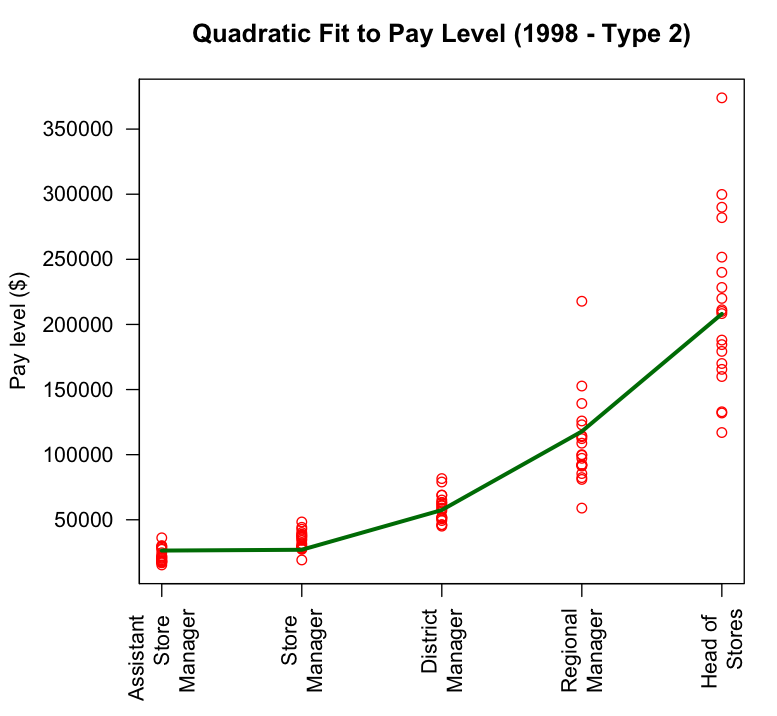 Quadratic Fit to Pay Level (1998 - Type 2)
Pay level ($)
350000
300000
250000
200000
150000
100000
50000
Assistant
Store
Manager
Store
Manager
District
Manager
Regional
Manager
Head of
Stores